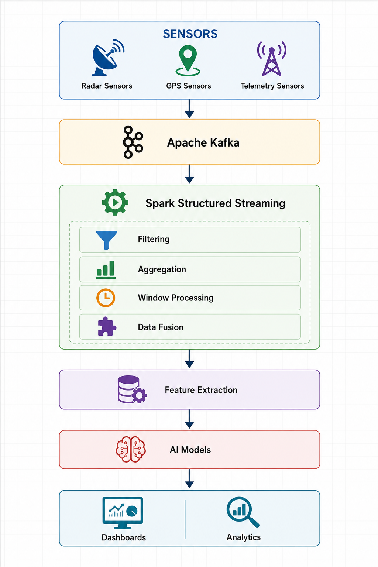 SENSORS
Radar Sensors
GPS Sensors
Telemetry Sensors
Apache Kafka
Spark Structured Streaming
Filtering
Aggregation
Window Processing
Data Fusion
Feature Extraction
AI Models
Dashboards
Analytics